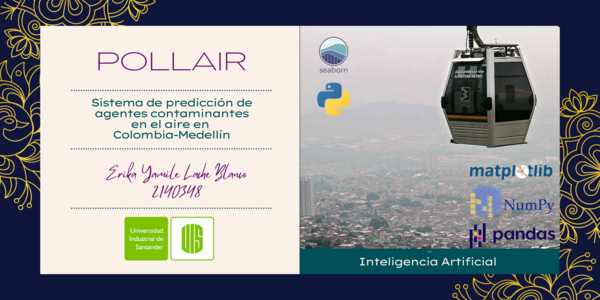 POLLAIR
Sistema de predicción de
agentes contaminantes
en el aire en
Colombia-Medellín
Erika Yamile Lache Blanco
2140348
Universidad
Industrial de
Santander
UIS
seaborn
matplotlib
NumPy
pandas
Inteligencia Artificial